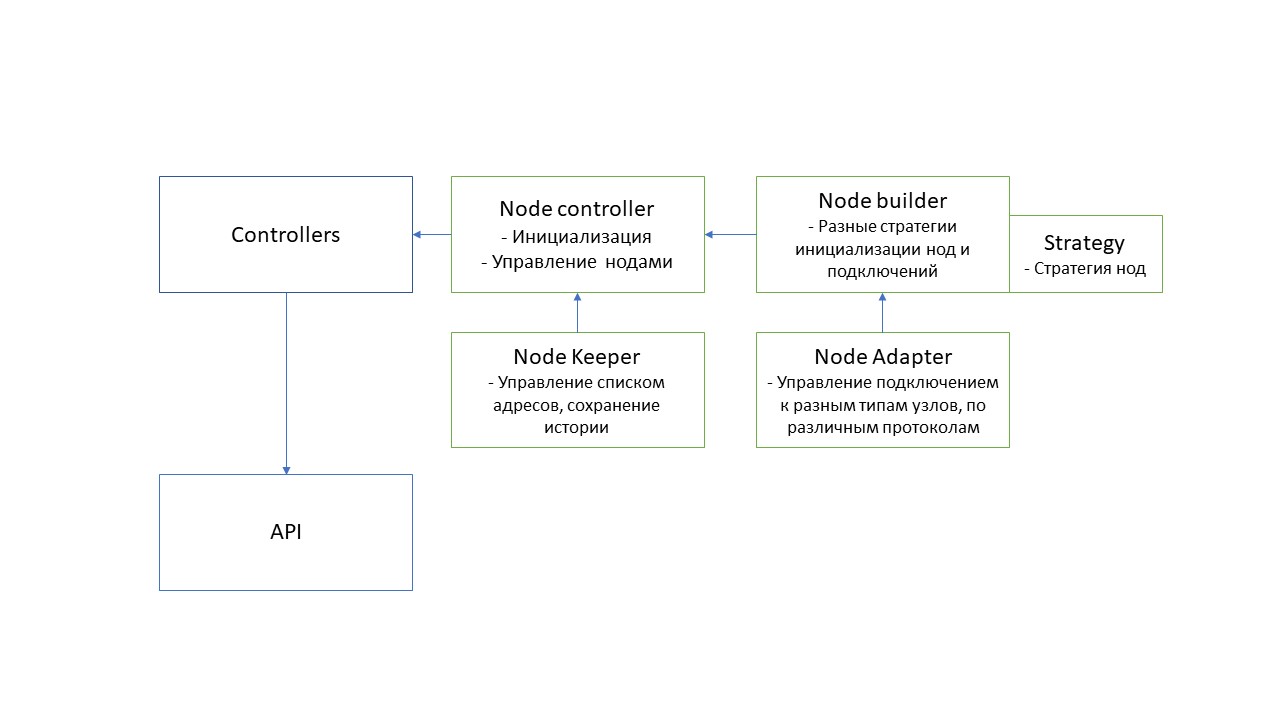 Controllers
Node controller
- Инициализация
- Управление нодами
Node builder
- Разные стратегии
инициализации нод и
подключений
Strategy
- Стратегия нод
Node Keeper
- Управление списком
адресов, сохранение
истории
Node Adapter
- Управление подключением
к разным типам узлов, по
различным протоколам
API